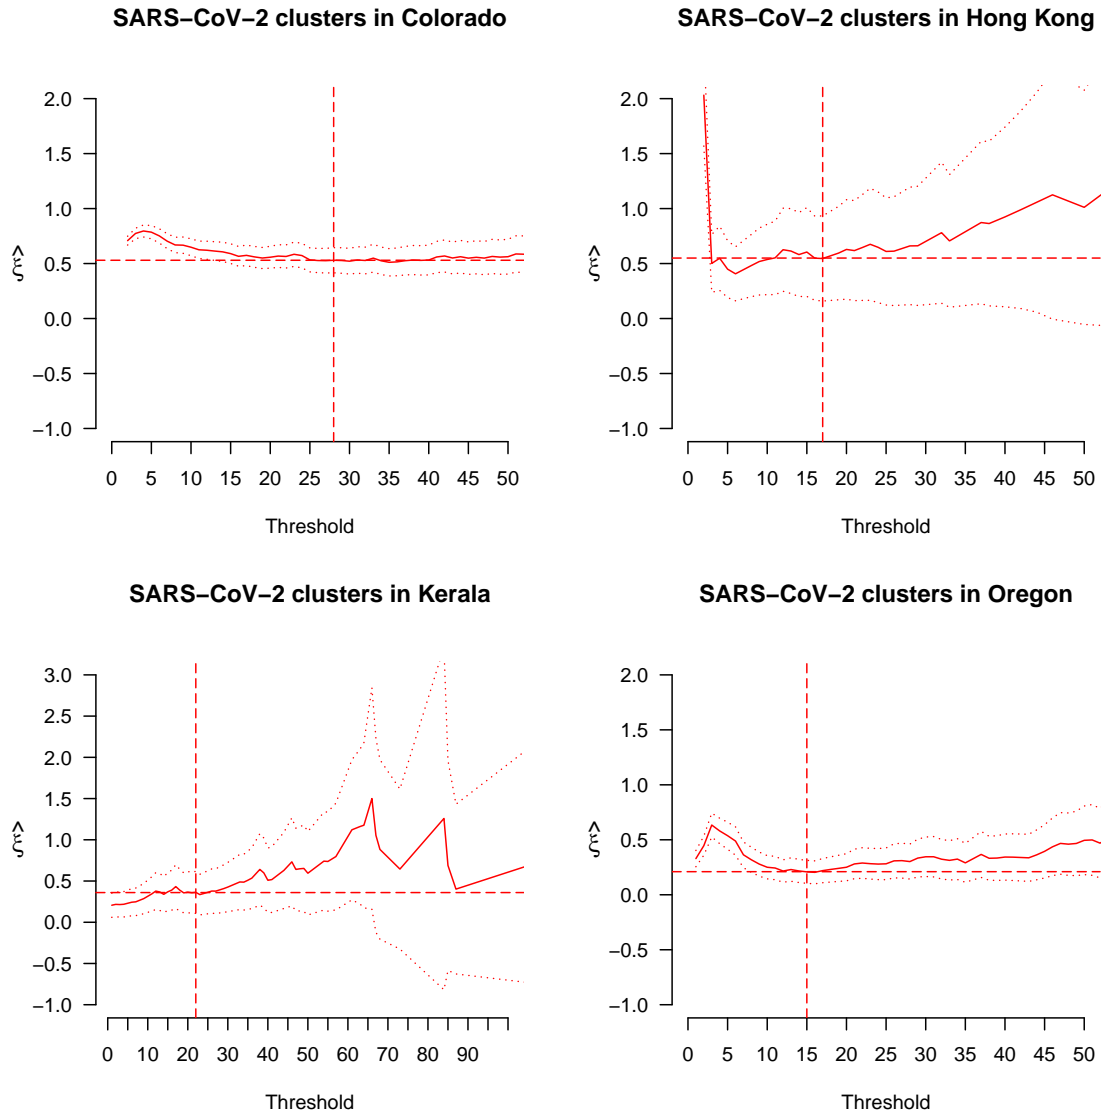 SARS−CoV−2 clusters in Colorado
2.0
1.5
1.0
0.5
0.0
−0.5
−1.0
ξ^
0 5 10 15 20 25 30 35 40 45 50
Threshold
SARS−CoV−2 clusters in Hong Kong
2.0
1.5
1.0
0.5
0.0
−0.5
−1.0
ξ^
0 5 10 15 20 25 30 35 40 45 50
Threshold
SARS−CoV−2 clusters in Kerala
3.0
2.5
2.0
1.5
1.0
0.5
0.0
−0.5
−1.0
ξ^
0 10 20 30 40 50 60 70 80 90
Threshold
SARS−CoV−2 clusters in Oregon
2.0
1.5
1.0
0.5
0.0
−0.5
−1.0
ξ^
0 5 10 15 20 25 30 35 40 45 50
Threshold